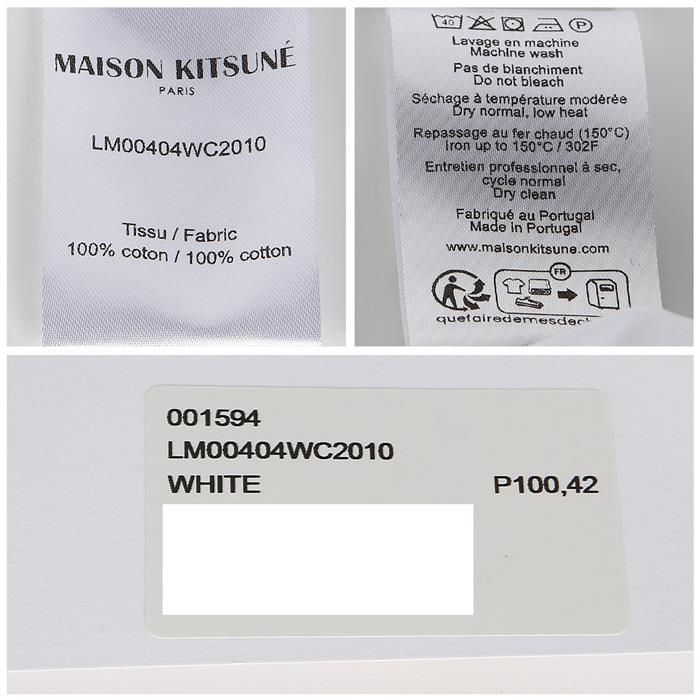 MAISON KITSUNÉ
PARIS
LM00404WC2010
Tissu / Fabric
100% coton / 100% cotton
40 P
Lavage en machine
Machine wash
Pas de blanchiment
Do not bleach
Séchage à température modérée
Dry normal, low heat
Repassage au fer chaud (150°C)
Iron up to 150°C / 302F
Entretien professionnel à sec,
cycle normal
Dry clean
Fabriqué au Portugal
Made in Portugal
www.maisonkitsune.com
FR
001594
LM00404WC2010
WHITE P100,42